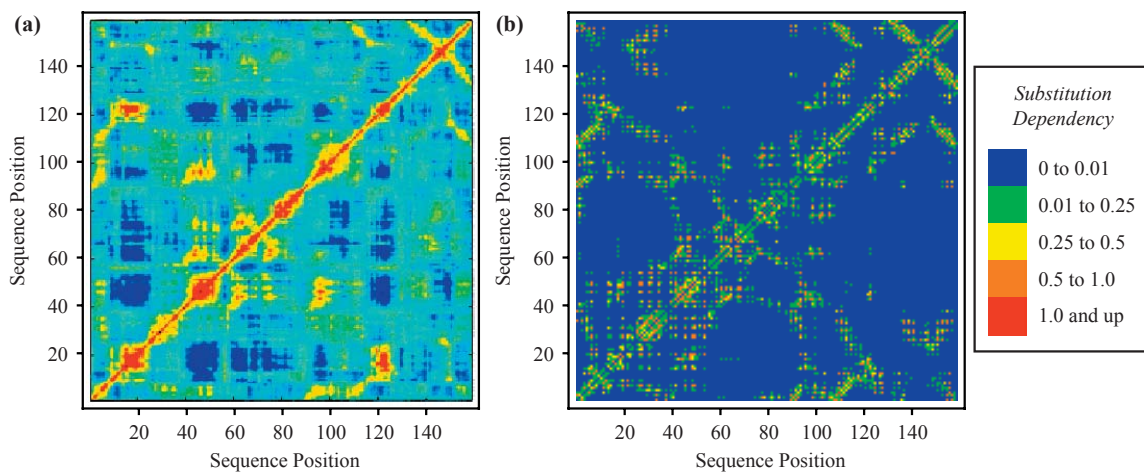 (a)
140
120
100
80
60
40
20
Sequence Position
20 40 60 80 100 120 140
Sequence Position
(b)
140
120
100
80
60
40
20
Sequence Position
20 40 60 80 100 120 140
Sequence Position
Substitution
Dependency
0 to 0.01
0.01 to 0.25
0.25 to 0.5
0.5 to 1.0
1.0 and up